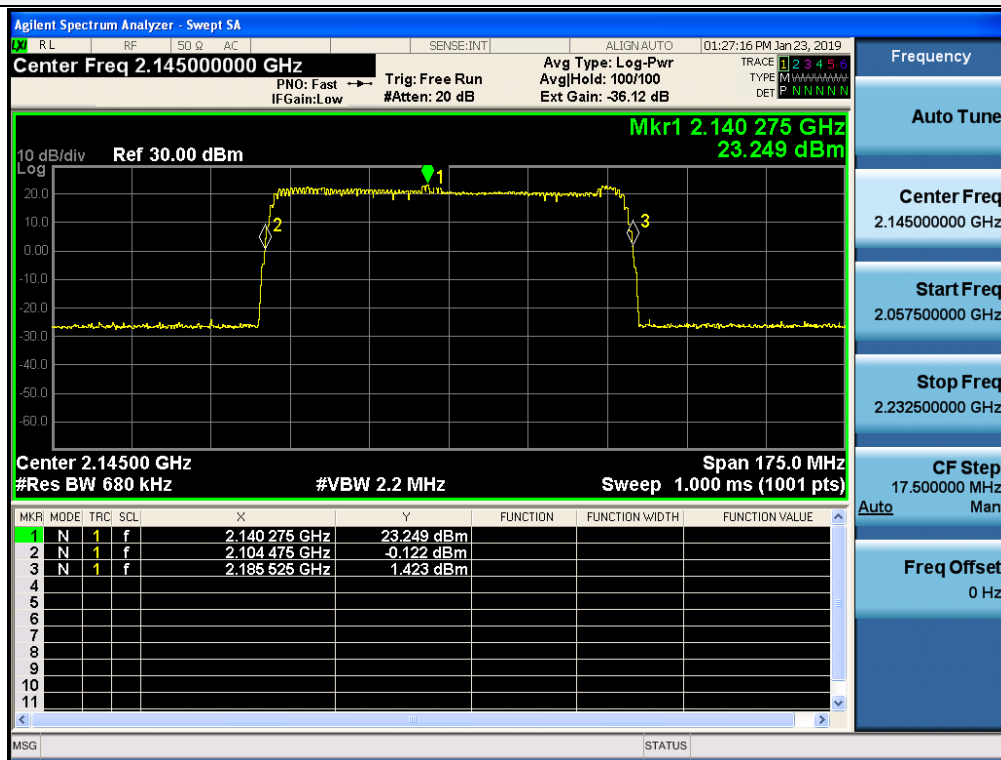 Agilent Spectrum Analyzer - Swept SA
LXI RL RF 50 Ω AC SENSE:INT ALIGN AUTO 01:27:16 PM Jan 23, 2019
Center Freq 2.145000000 GHz
PNO: Fast
IFGain:Low
Trig: Free Run
#Atten: 20 dB
Avg Type: Log-Pwr
Avg|Hold: 100/100
Ext Gain: -36.12 dB
TRACE 1 2 3 4 5 6
TYPE M WWWWW
DET P N N N N N
Mkr1 2.140 275 GHz
23.249 dBm
10 dB/div Ref 30.00 dBm
Log
20.0
10.0
0.00
-10.0
-20.0
-30.0
-40.0
-50.0
-60.0
1
2
3
Center 2.14500 GHz Span 175.0 MHz
#Res BW 680 kHz #VBW 2.2 MHz Sweep 1.000 ms (1001 pts)
MKR MODE TRC SCL X Y FUNCTION FUNCTION WIDTH FUNCTION VALUE
1 N 1 f 2.140 275 GHz 23.249 dBm
2 N 1 f 2.104 475 GHz -0.122 dBm
3 N 1 f 2.185 525 GHz 1.423 dBm
4
5
6
7
8
9
10
11
MSG STATUS
Frequency
Auto Tune
Center Freq
2.145000000 GHz
Start Freq
2.057500000 GHz
Stop Freq
2.232500000 GHz
CF Step
17.500000 MHz
Auto Man
Freq Offset
0 Hz